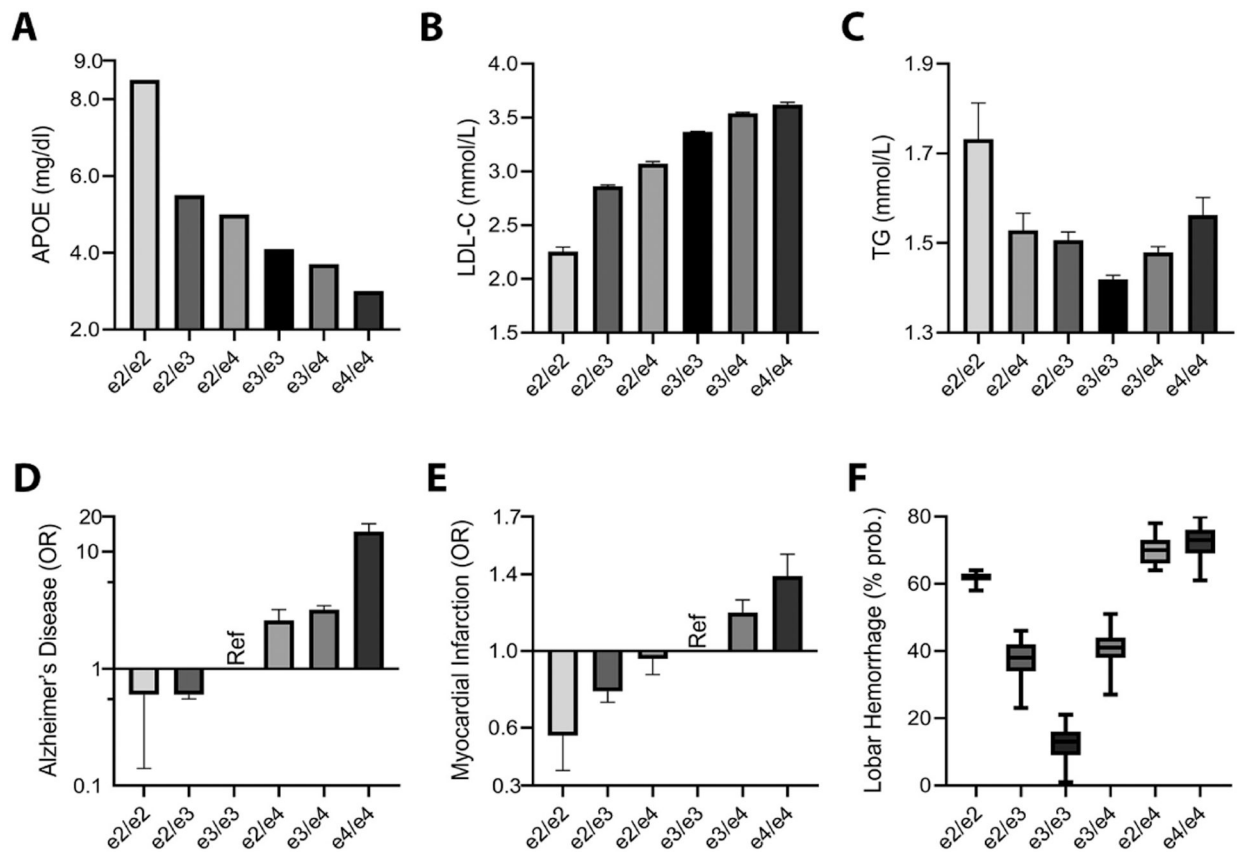 A
APOE (mg/dl)
9.0
8.0
6.0
4.0
2.0
e2/e2
e2/e3
e2/e4
e3/e3
e3/e4
e4/e4
B
LDL-C (mmol/L)
4.0
3.5
3.0
2.5
2.0
1.5
e2/e2
e2/e3
e2/e4
e3/e3
e3/e4
e4/e4
C
TG (mmol/L)
1.9
1.7
1.5
1.3
e2/e2
e2/e4
e2/e3
e3/e3
e3/e4
e4/e4
D
Alzheimer's Disease (OR)
20
10
1
0.1
Ref
e2/e2
e2/e3
e3/e3
e2/e4
e3/e4
e4/e4
E
Myocardial Infarction (OR)
1.7
1.4
1.0
0.6
0.3
Ref
e2/e2
e2/e3
e2/e4
e3/e3
e3/e4
e4/e4
F
Lobar Hemorrhage (% prob.)
80
60
40
20
0
e2/e2
e2/e3
e3/e3
e3/e4
e2/e4
e4/e4